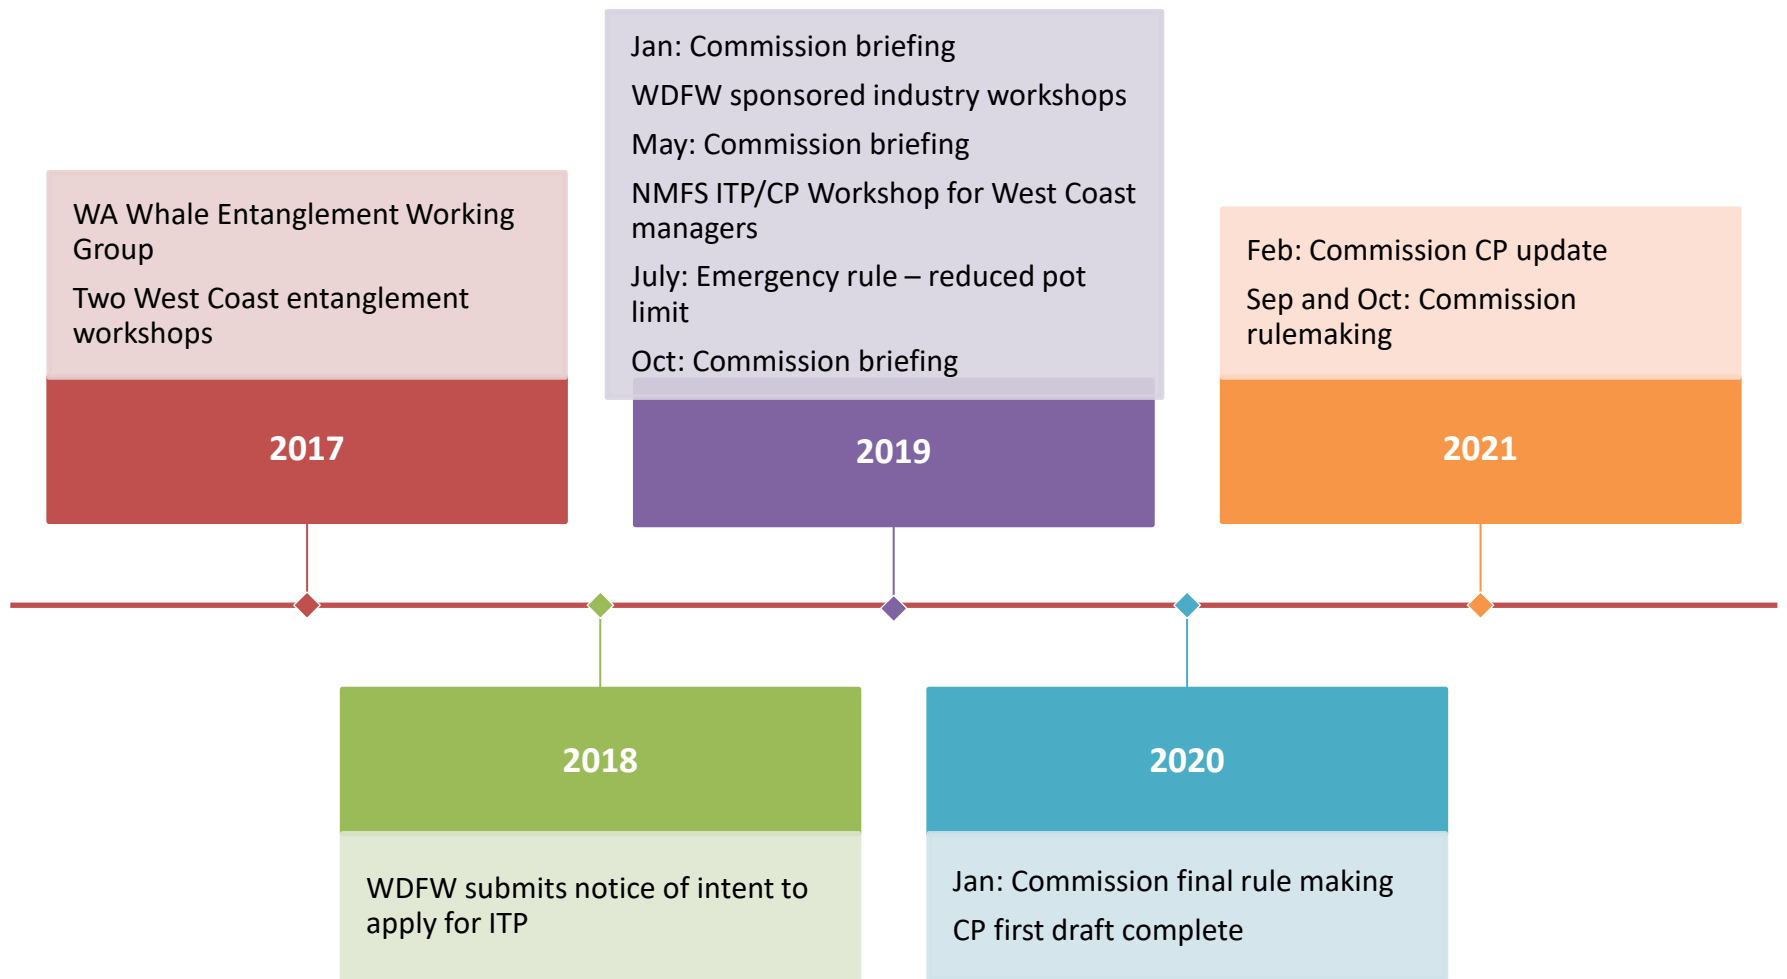 WA Whale Entanglement Working
Group
Two West Coast entanglement
workshops
2017
WDFW submits notice of intent to
apply for ITP
2018
Jan: Commission briefing
WDFW sponsored industry workshops
May: Commission briefing
NMFS ITP/CP Workshop for West Coast
managers
July: Emergency rule – reduced pot
limit
Oct: Commission briefing
2019
2020
Jan: Commission final rule making
CP first draft complete
Feb: Commission CP update
Sep and Oct: Commission
rulemaking
2021